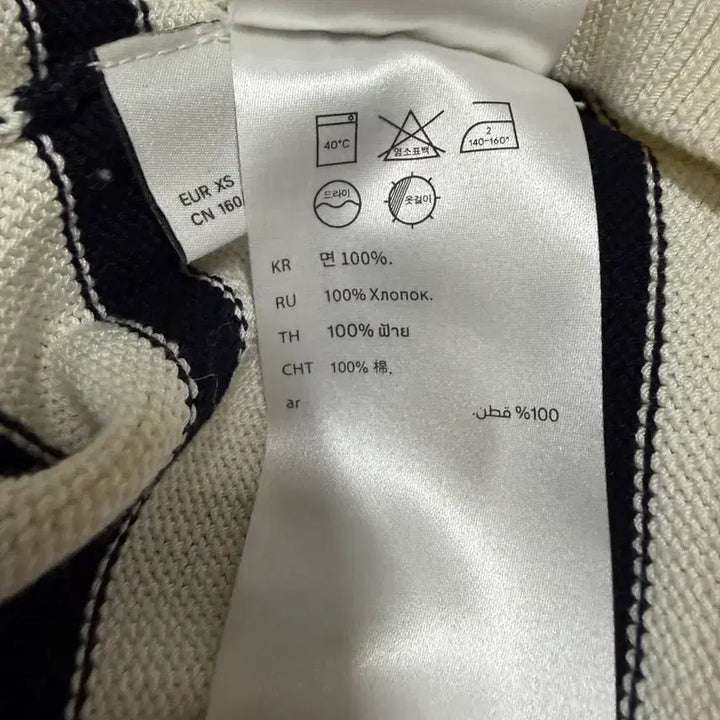 40°C
염소표백
2
140~160°
드라이
옷걸이
EUR XS
CN 160
KR 면 100%.
RU 100% Хлопок.
TH 100% ฝ้าย
CHT 100% 棉.
ar 100% قطن.